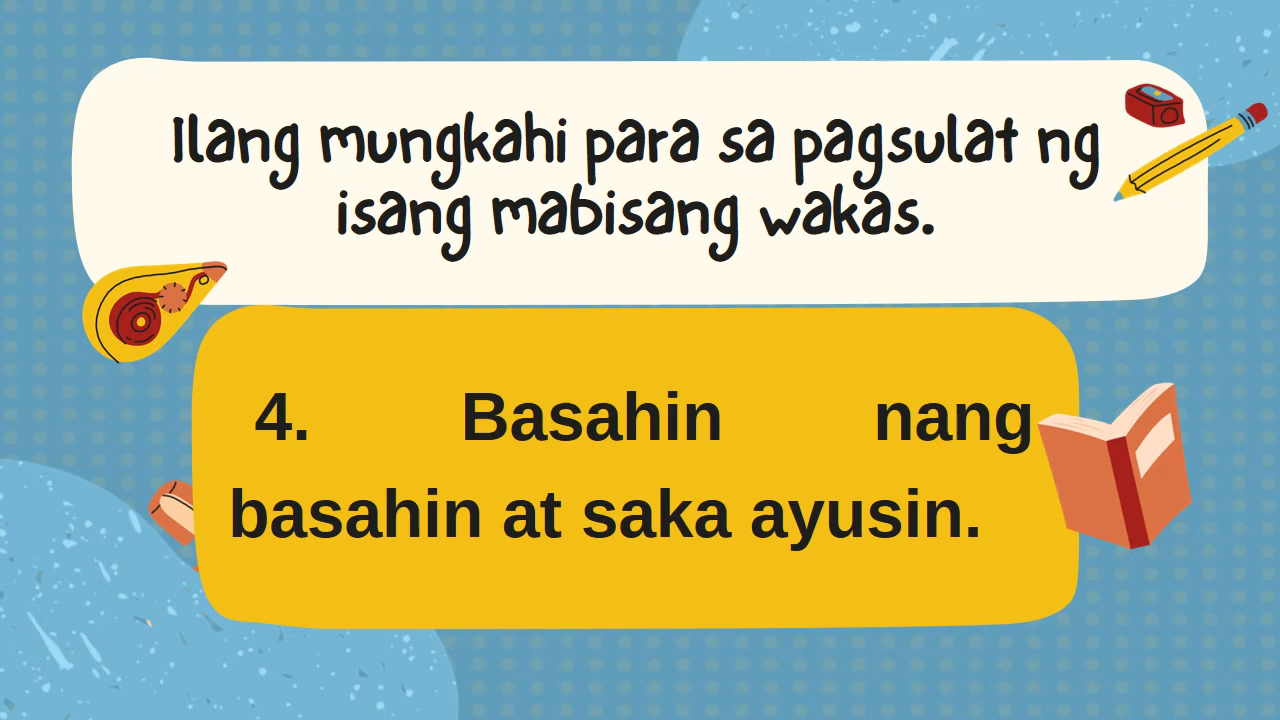 Ilang mungkahi para sa pagsulat ng
isang mabisang wakas.
4. Basahin nang
basahin at saka ayusin.